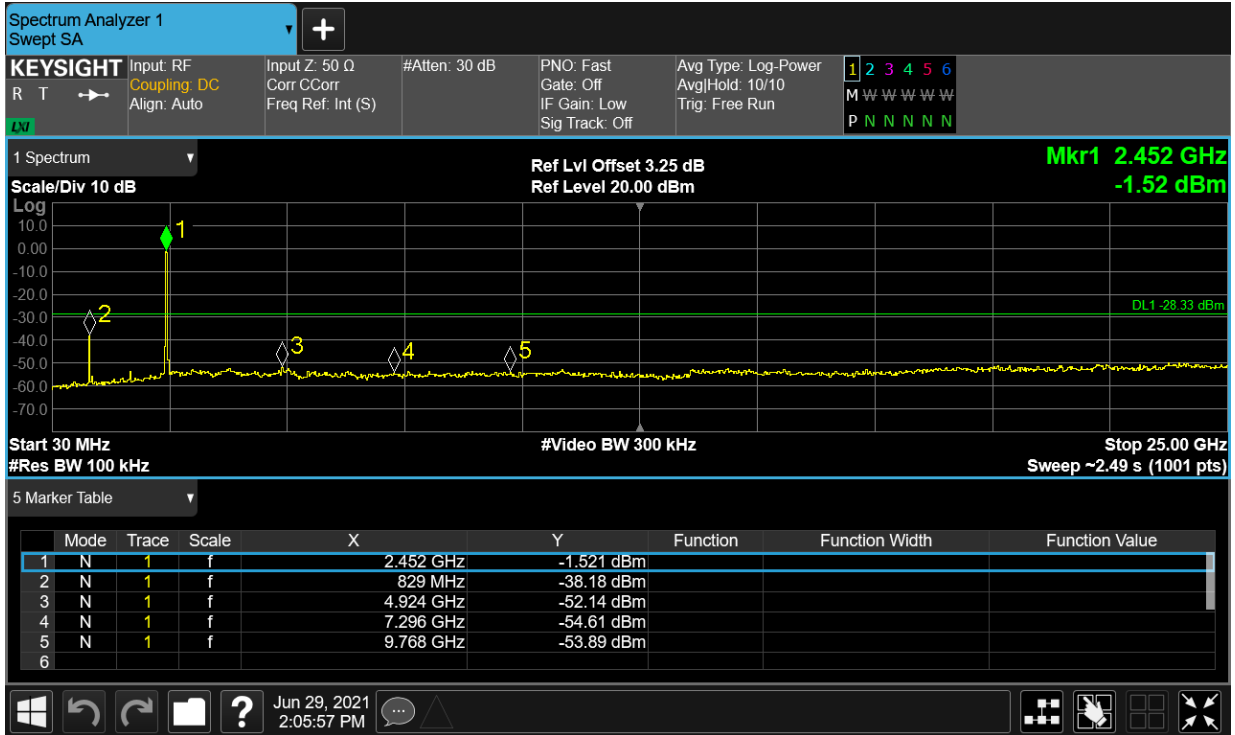 Spectrum Analyzer 1
Swept SA
+
KEYSIGHT
R T
LXI
Input: RF
Coupling: DC
Align: Auto
Input Z: 50 Ω
Corr CCorr
Freq Ref: Int (S)
#Atten: 30 dB
PNO: Fast
Gate: Off
IF Gain: Low
Sig Track: Off
Avg Type: Log-Power
Avg|Hold: 10/10
Trig: Free Run
1 2 3 4 5 6
M W W W W W
P N N N N N
1 Spectrum
Scale/Div 10 dB
Ref Lvl Offset 3.25 dB
Ref Level 20.00 dBm
Mkr1 2.452 GHz
-1.52 dBm
Log
10.0
0.00
-10.0
-20.0
-30.0
-40.0
-50.0
-60.0
-70.0
1
2
3
4
5
DL1 -28.33 dBm
Start 30 MHz
#Video BW 300 kHz
Stop 25.00 GHz
#Res BW 100 kHz
Sweep ~2.49 s (1001 pts)
5 Marker Table
Mode Trace Scale X Y Function Function Width Function Value
1 N 1 f 2.452 GHz -1.521 dBm
2 N 1 f 829 MHz -38.18 dBm
3 N 1 f 4.924 GHz -52.14 dBm
4 N 1 f 7.296 GHz -54.61 dBm
5 N 1 f 9.768 GHz -53.89 dBm
6
?
Jun 29, 2021
2:05:57 PM